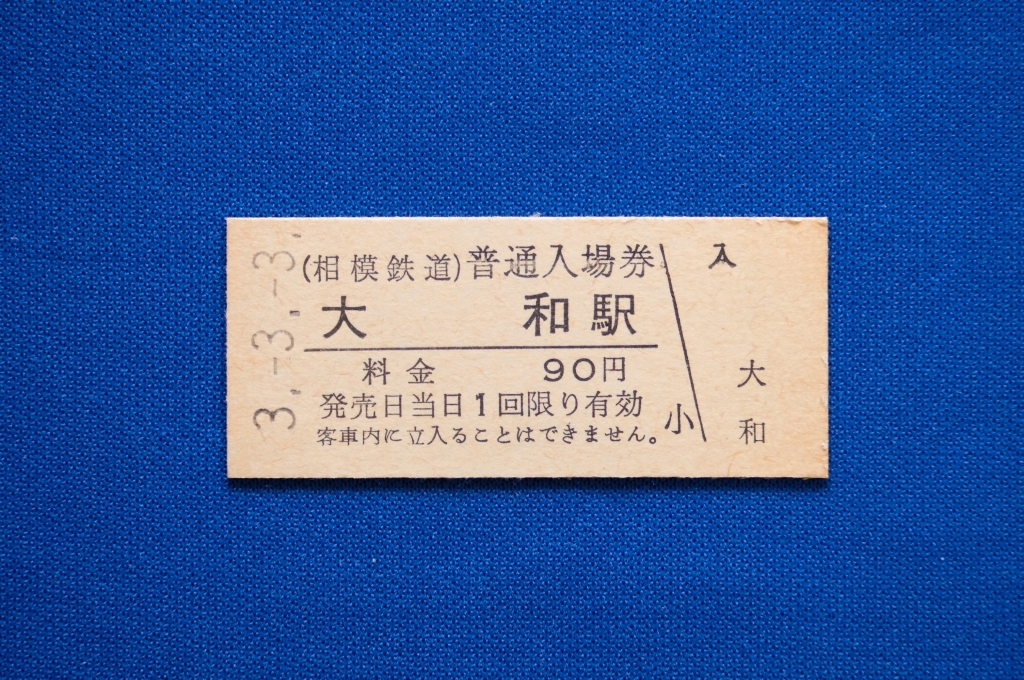 3.-3.-3.
(相模鉄道)普通入場券
大 和駅
料金 90円
発売日当日1回限り有効
客車内に立入ることはできません。
小
入
大
和